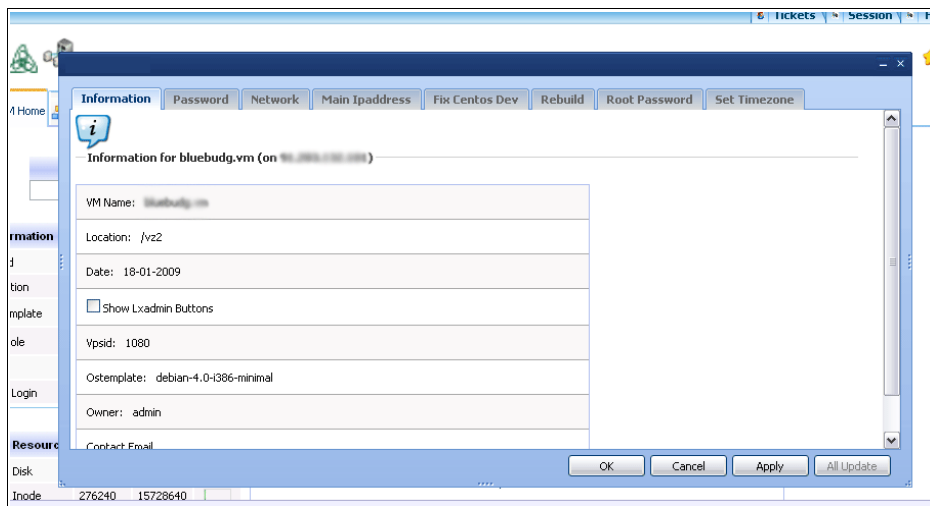 Tickets Session
M Home
Information Password Network Main Ipaddress Fix Centos Dev Rebuild Root Password Set Timezone
Information for bluebudg.vm (on )
VM Name:
Location: /vz2
Date: 18-01-2009
Show Lxadmin Buttons
Vpsid: 1080
Ostemplate: debian-4.0-i386-minimal
Owner: admin
Contact Email
OK Cancel Apply All Update
rmation
d
tion
mplate
ole
Login
Resourc
Disk
Inode 276240 15728640